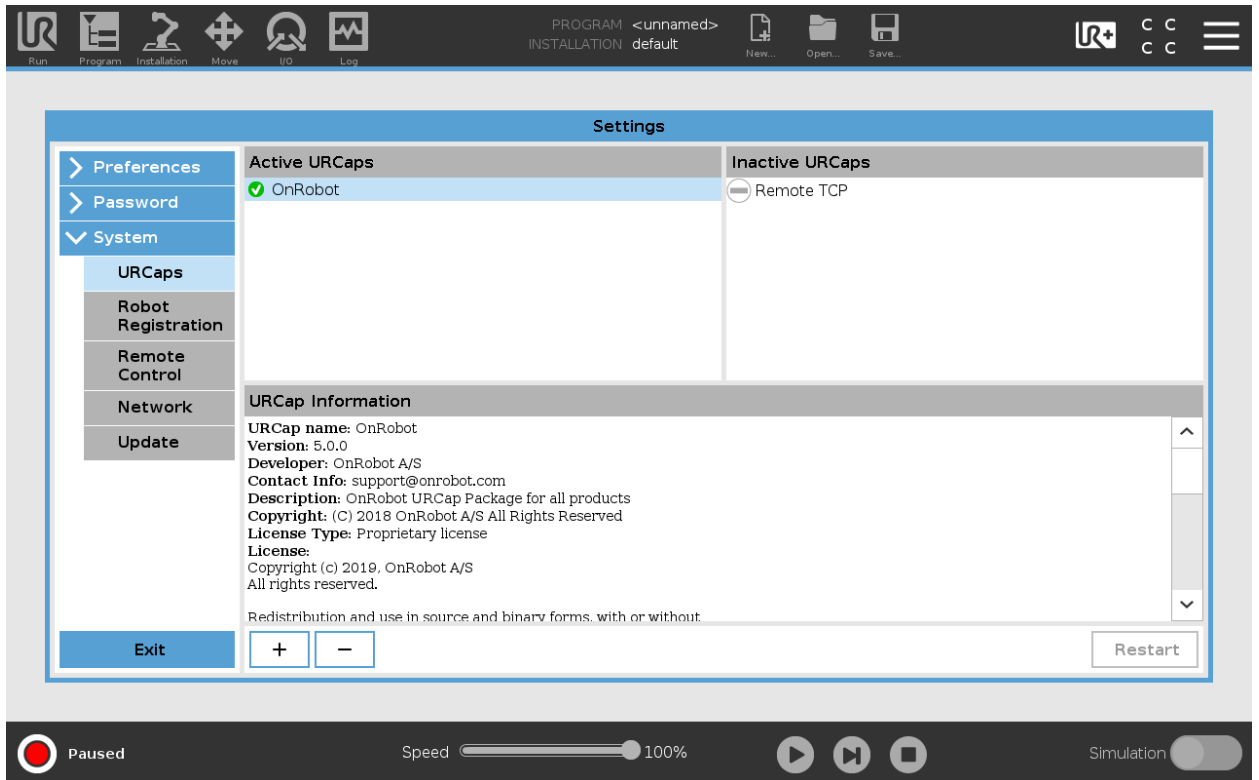 PROGRAM <unnamed>
INSTALLATION default
UR+
C C
C C
Run
Program
Installation
Move
I/O
Log
New...
Open...
Save...
Settings
Preferences
Password
System
URCaps
Robot
Registration
Remote
Control
Network
Update
Exit
Active URCaps
OnRobot
Inactive URCaps
Remote TCP
URCap Information
URCap name: OnRobot
Version: 5.0.0
Developer: OnRobot A/S
Contact Info: support@onrobot.com
Description: OnRobot URCap Package for all products
Copyright: (C) 2018 OnRobot A/S All Rights Reserved
License Type: Proprietary license
License:
Copyright (c) 2019, OnRobot A/S
All rights reserved.
Redistribution and use in source and binary forms, with or without
+
−
Restart
Paused
Speed 100%
Simulation